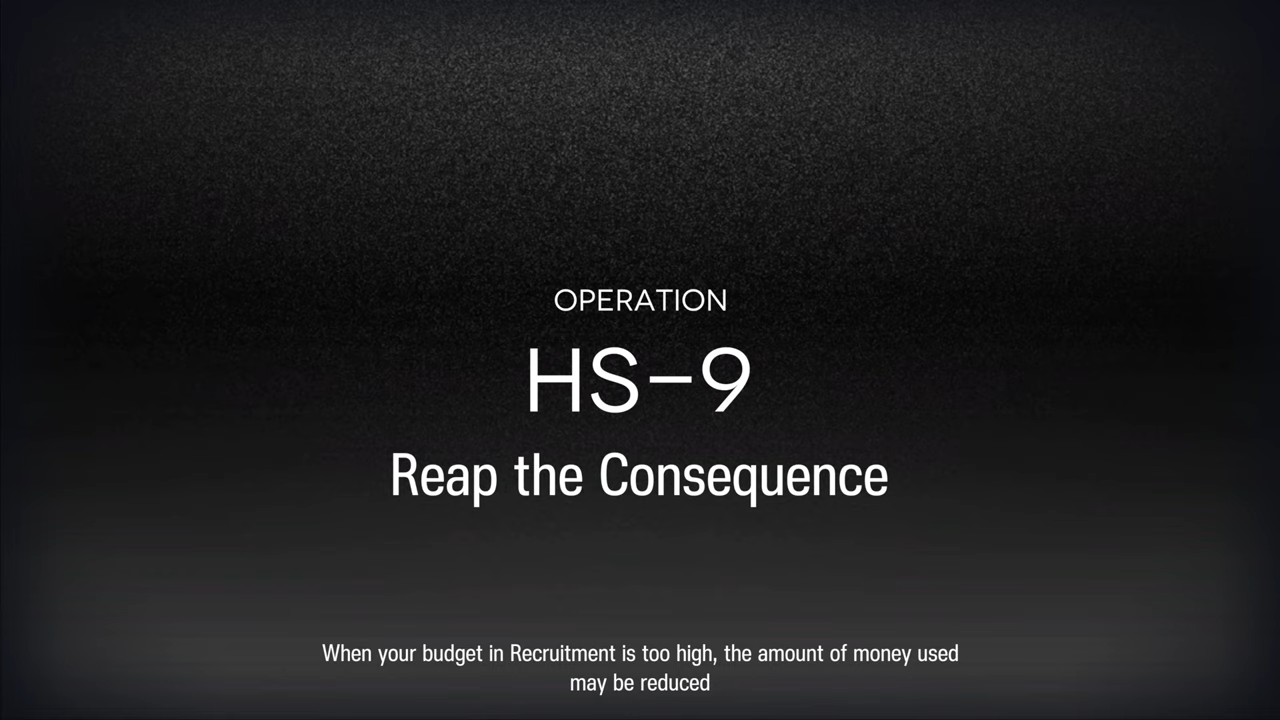 OPERATION
HS-9
Reap the Consequence
When your budget in Recruitment is too high, the amount of money used
may be reduced